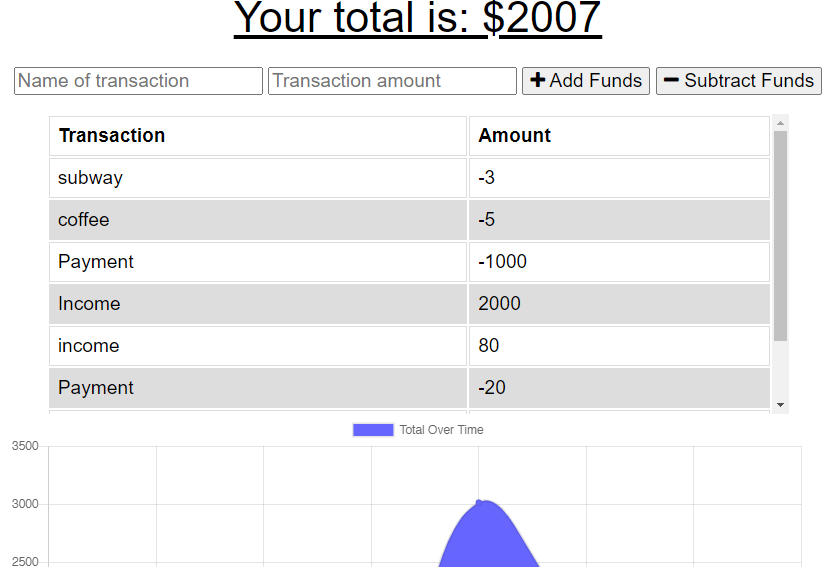 Your total is: $2007
Name of transaction Transaction amount Add Funds Subtract Funds
Transaction Amount
subway -3
coffee -5
Payment -1000
Income 2000
income 80
Payment -20
Total Over Time
3500
3000
2500